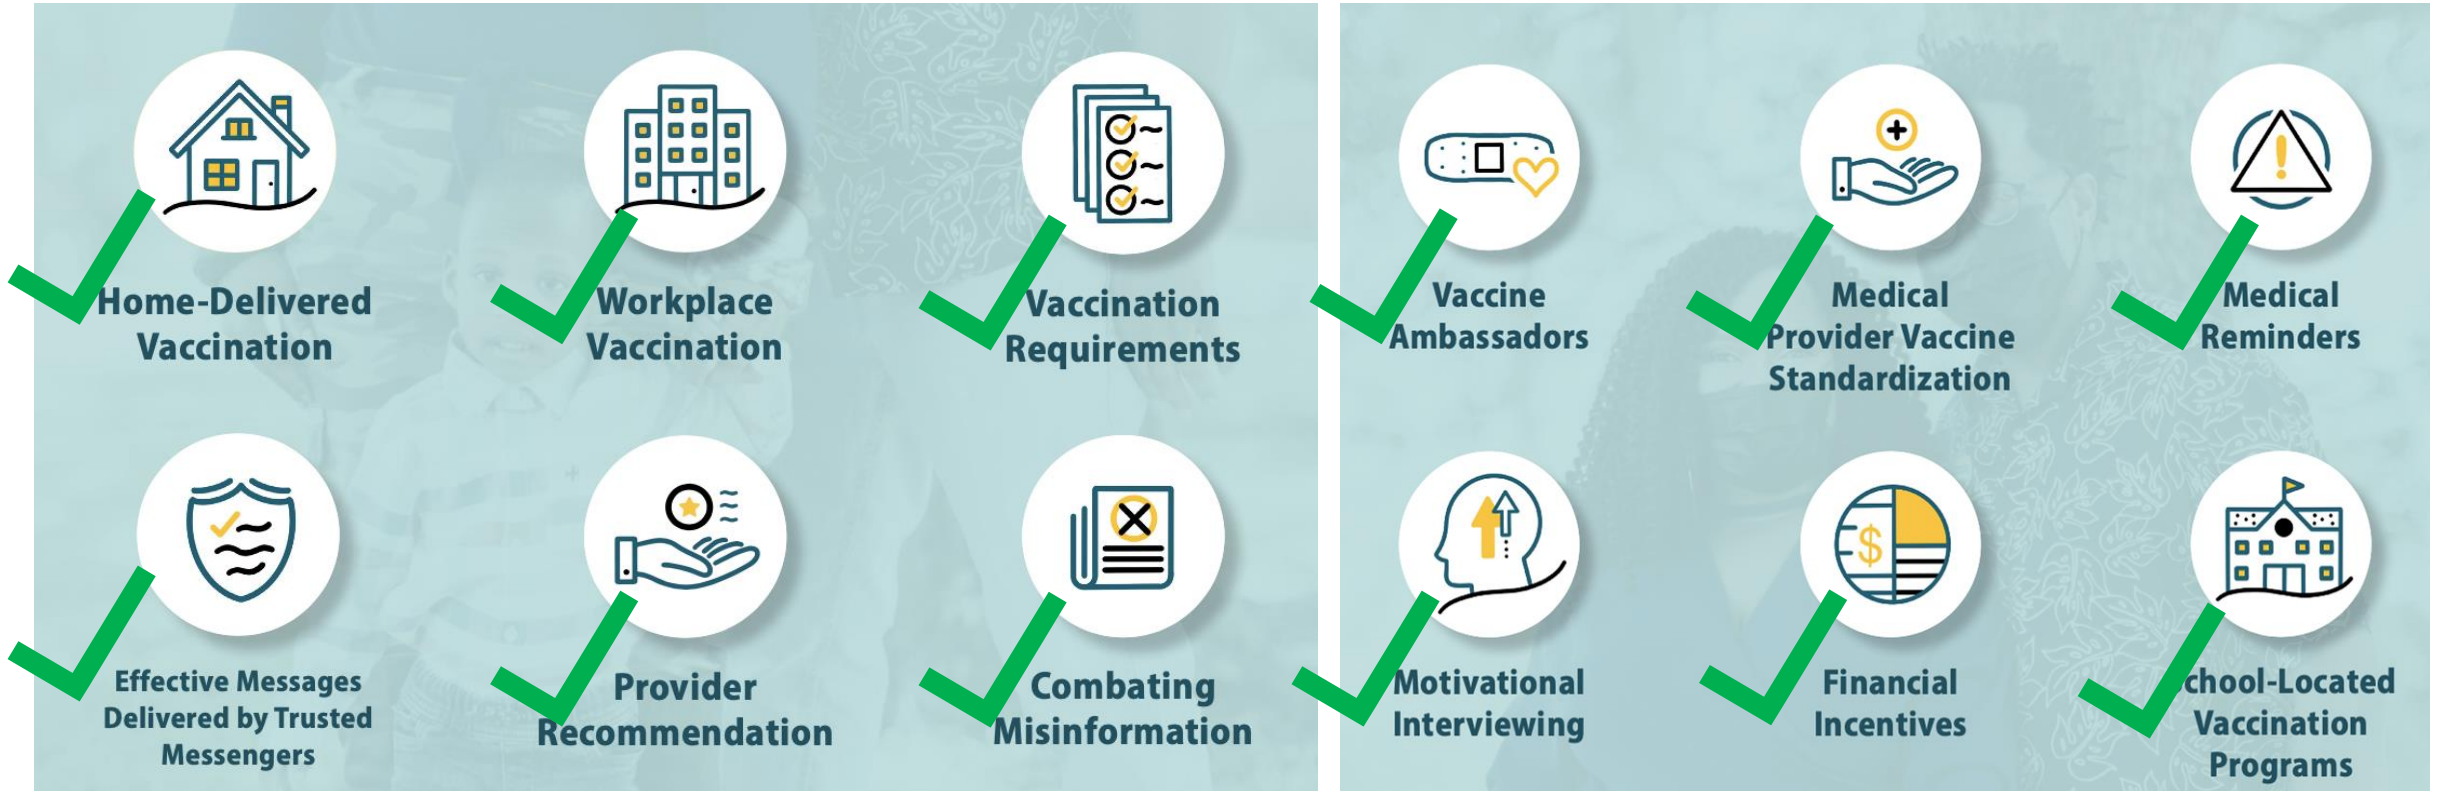 Home-Delivered
Vaccination
Workplace
Vaccination
Vaccination
Requirements
Effective Messages
Delivered by Trusted
Messengers
Provider
Recommendation
Combating
Misinformation
Vaccine
Ambassadors
Medical
Provider Vaccine
Standardization
Medical
Reminders
Motivational
Interviewing
$
Financial
Incentives
School-Located
Vaccination
Programs